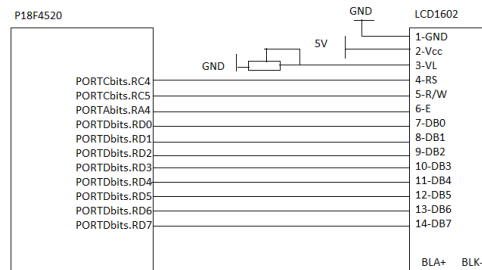 P18F4520
GND
LCD1602
5V
GND
1-GND
2-Vcc
3-VL
PORTCbits.RC4
4-RS
PORTCbits.RC5
5-R/W
PORTAbits.RA4
6-E
PORTDbits.RD0
7-DB0
PORTDbits.RD1
8-DB1
PORTDbits.RD2
9-DB2
PORTDbits.RD3
10-DB3
PORTDbits.RD4
11-DB4
PORTDbits.RD5
12-DB5
PORTDbits.RD6
13-DB6
PORTDbits.RD7
14-DB7
BLA+ BLK-